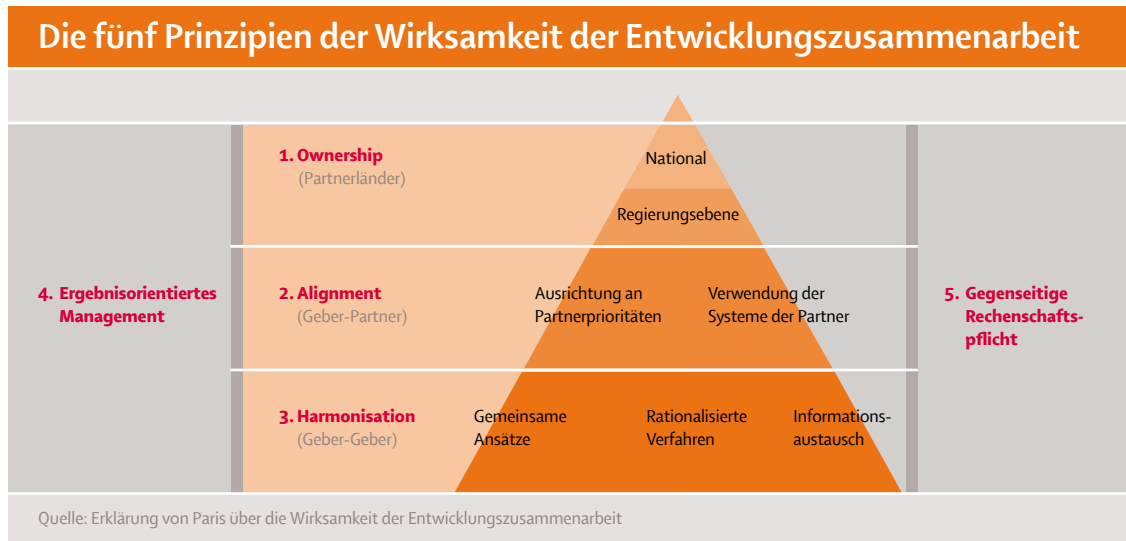 Die fünf Prinzipien der Wirksamkeit der Entwicklungszusammenarbeit
4. Ergebnisorientiertes
Management
1. Ownership
(Partnerländer)
National
Regierungsebene
2. Alignment
(Geber-Partner)
Ausrichtung an
Partnerprioritäten
Verwendung der
Systeme der Partner
3. Harmonisation
(Geber-Geber)
Gemeinsame
Ansätze
Rationalisierte
Verfahren
Informations-
austausch
5. Gegenseitige
Rechenschafts-
pflicht
Quelle: Erklärung von Paris über die Wirksamkeit der Entwicklungszusammenarbeit